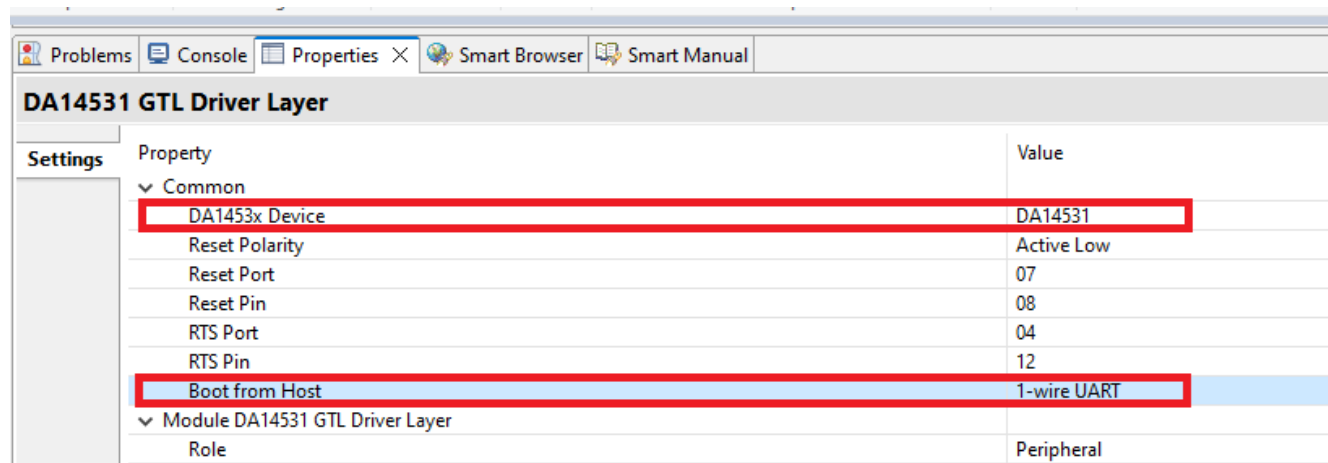 Problems Console Properties Smart Browser Smart Manual
DA14531 GTL Driver Layer
Settings Property Value
Common
DA1453x Device DA14531
Reset Polarity Active Low
Reset Port 07
Reset Pin 08
RTS Port 04
RTS Pin 12
Boot from Host 1-wire UART
Module DA14531 GTL Driver Layer
Role Peripheral